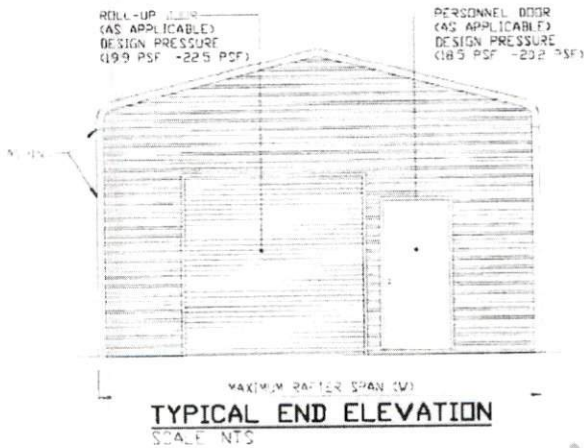 ROLL-UP DOOR
(AS APPLICABLE)
DESIGN PRESSURE
(19.9 PSF -22.5 PSF)
PERSONNEL DOOR
(AS APPLICABLE)
DESIGN PRESSURE
(18.5 PSF -20.2 PSF)
MAXIMUM RAFTER SPAN (W)
TYPICAL END ELEVATION
SCALE NTS